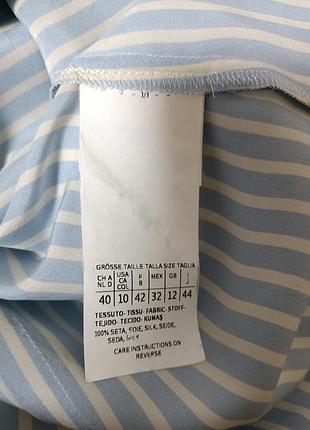 GRÖSSE TAILLE TALLA SIZE TAGLIA
CH A NL D USA CA COL F B MEX GB I J
40 10 42 32 12 44
TESSUTO- TISSU- FABRIC- STOFF-
TEJIDO- TECIDO- KUMAŞ
100% SETA, SOIE, SILK, SEIDE,
SEDA,
CARE INSTRUCTIONS ON
REVERSE